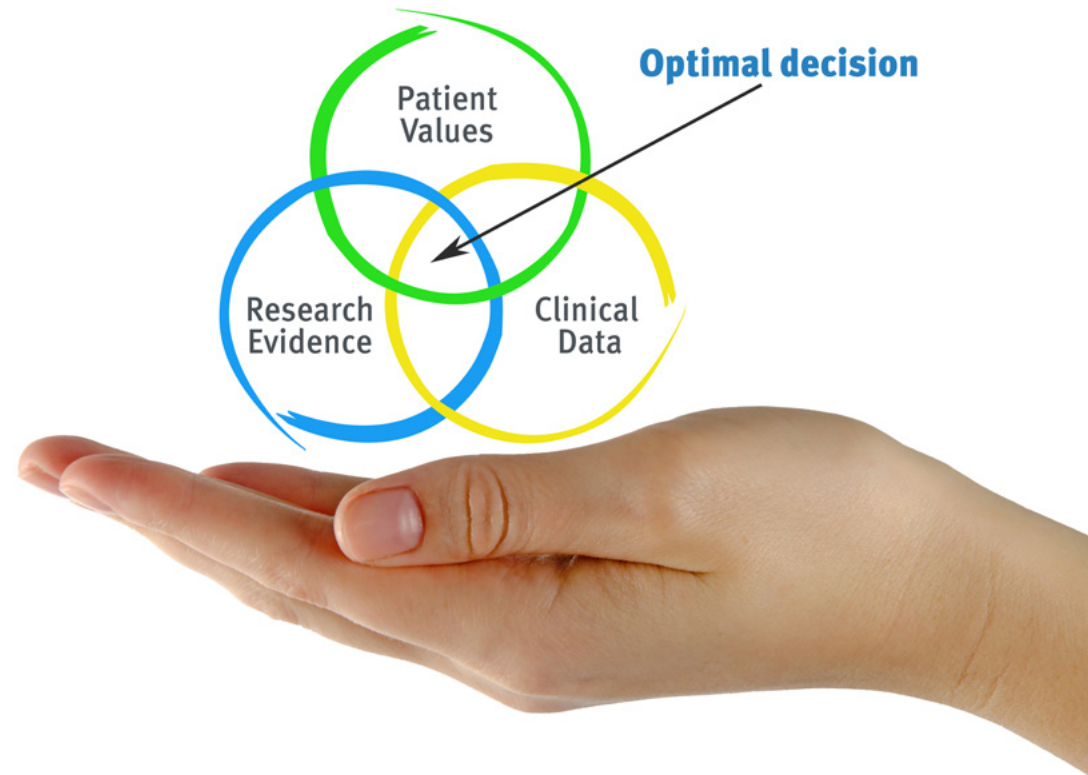 Optimal decision
Patient
Values
Research
Evidence
Clinical
Data